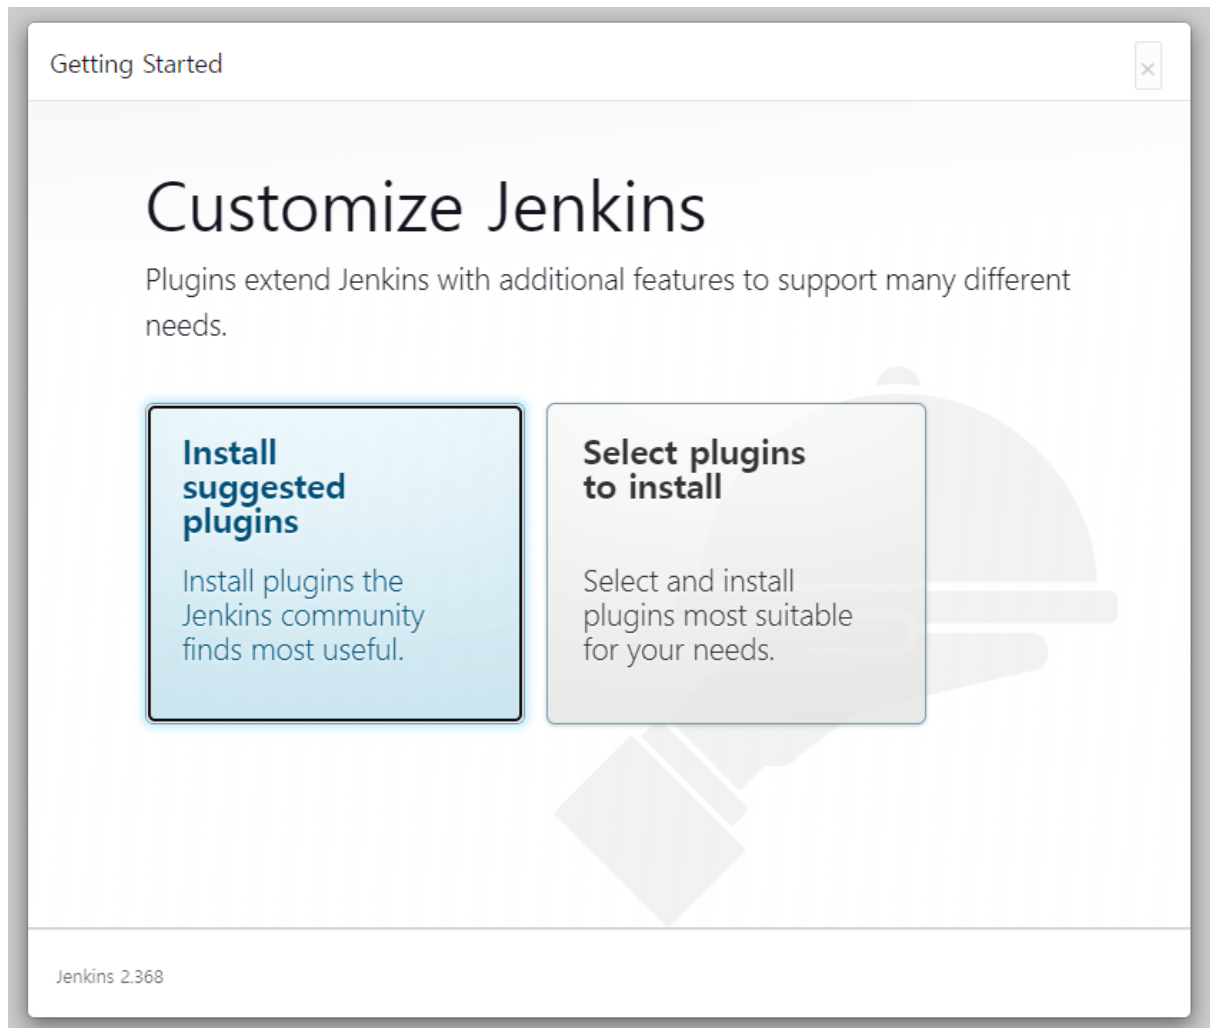 Getting Started
×
Customize Jenkins
Plugins extend Jenkins with additional features to support many different
needs.
Install
suggested
plugins
Install plugins the
Jenkins community
finds most useful.
Select plugins
to install
Select and install
plugins most suitable
for your needs.
Jenkins 2.368